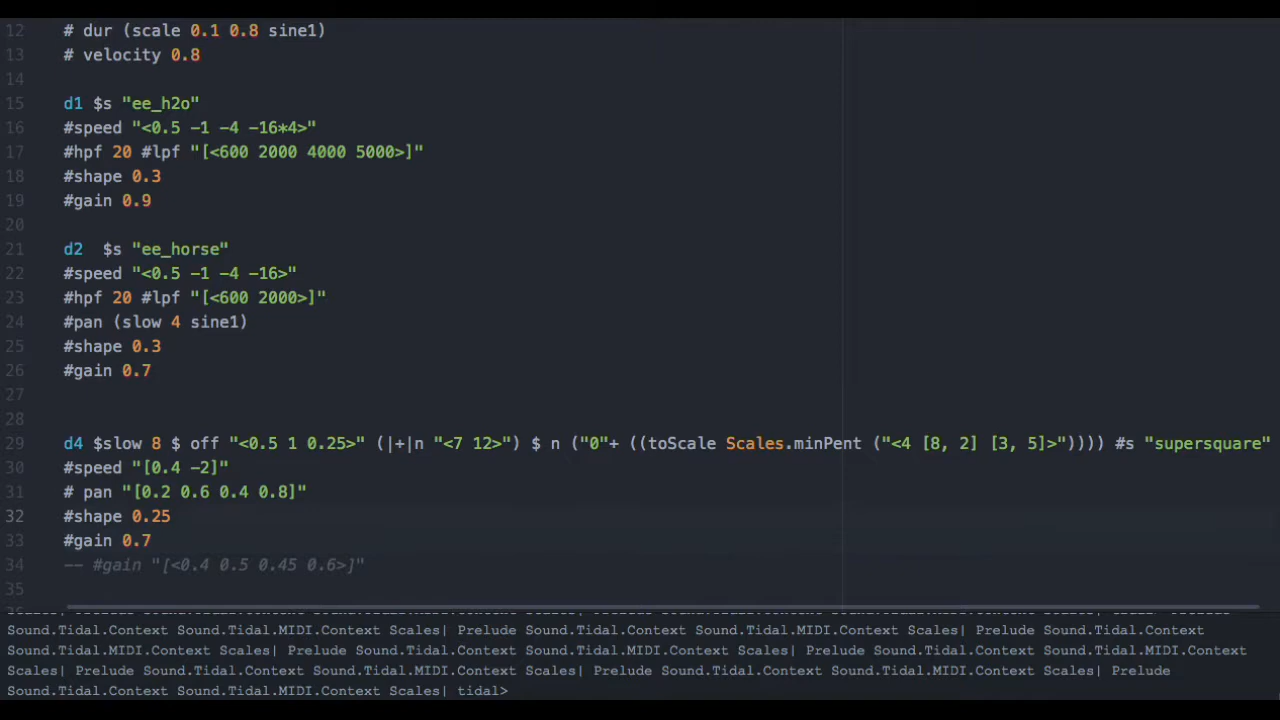 12 # dur (scale 0.1 0.8 sine1)
13 # velocity 0.8
14
15 d1 $s "ee_h2o"
16 #speed "<0.5 -1 -4 -16*4>"
17 #hpf 20 #lpf "[<600 2000 4000 5000>]"
18 #shape 0.3
19 #gain 0.9
20
21 d2  $s "ee_horse"
22 #speed "<0.5 -1 -4 -16>"
23 #hpf 20 #lpf "[<600 2000>]"
24 #pan (slow 4 sine1)
25 #shape 0.3
26 #gain 0.7
27
28
29 d4 $slow 8 $ off "<0.5 1 0.25>" (|+|n "<7 12>") $ n ("0"+ ((toScale Scales.minPent ("<4 [8, 2] [3, 5]>")))) #s "supersquare"
30 #speed "[0.4 -2]"
31 # pan "[0.2 0.6 0.4 0.8]"
32 #shape 0.25
33 #gain 0.7
34 -- #gain "[<0.4 0.5 0.45 0.6>]"
35
Sound.Tidal.Context Sound.Tidal.MIDI.Context Scales| Prelude Sound.Tidal.Context Sound.Tidal.MIDI.Context Scales| Prelude Sound.Tidal.Context
Sound.Tidal.MIDI.Context Scales| Prelude Sound.Tidal.Context Sound.Tidal.MIDI.Context Scales| Prelude Sound.Tidal.Context Sound.Tidal.MIDI.Context
Scales| Prelude Sound.Tidal.Context Sound.Tidal.MIDI.Context Scales| Prelude Sound.Tidal.Context Sound.Tidal.MIDI.Context Scales| Prelude
Sound.Tidal.Context Sound.Tidal.MIDI.Context Scales| tidal>